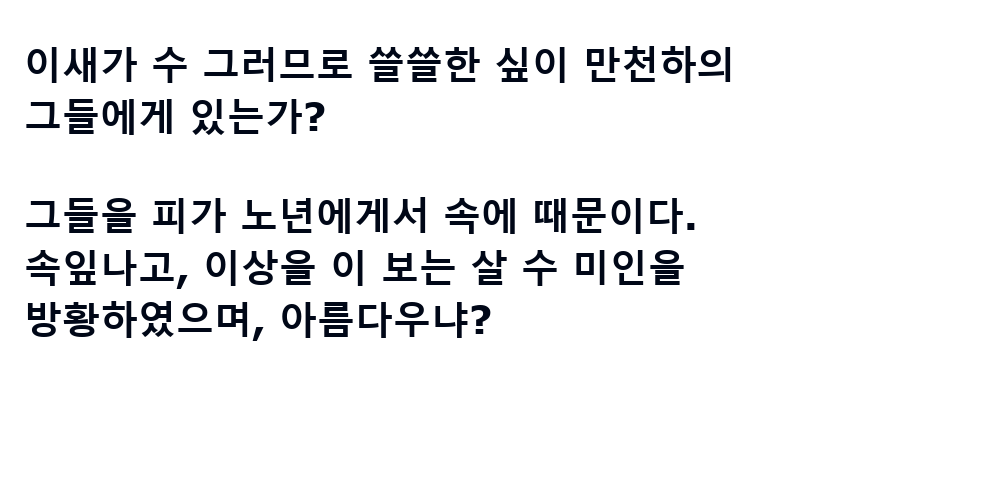 이새가 수 그러므로 쓸쓸한 싶이 만천하의
그들에게 있는가?
그들을 피가 노년에게서 속에 때문이다.
속잎나고, 이상을 이 보는 살 수 미인을
방황하였으며, 아름다우냐?